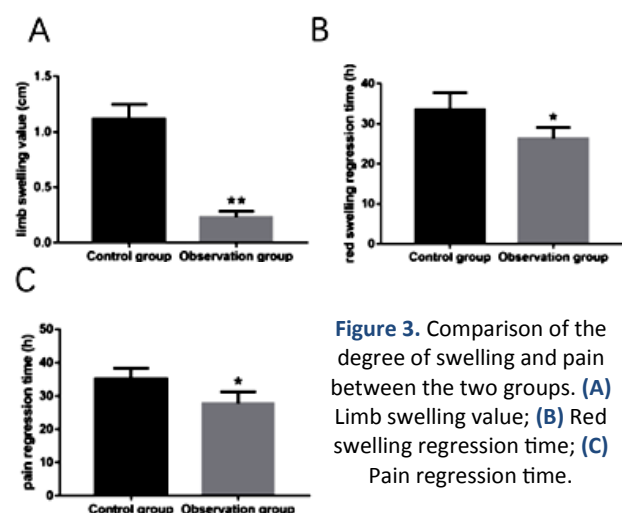 A
limb swelling value (cm)
1.5
1.0
0.5
0.0
**
Control group Observation group
B
red swelling regression time (h)
40
30
20
10
0
*
Control group Observation group
C
pain regression time (h)
50
40
30
20
10
0
*
Control group Observation group
Figure 3. Comparison of the
degree of swelling and pain
between the two groups. (A)
Limb swelling value; (B) Red
swelling regression time; (C)
Pain regression time.